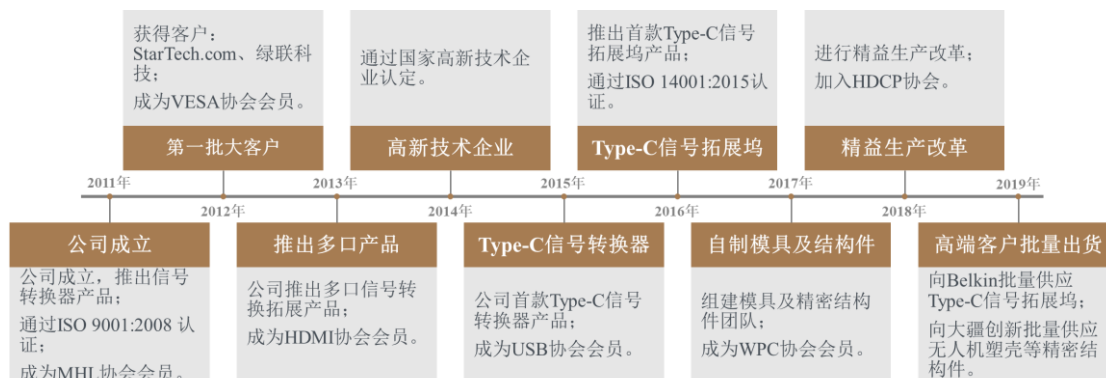 获得客户：
StarTech.com、绿联科
技；
成为VESA协会会员。
第一批大客户
通过国家高新技术企
业认定。
高新技术企业
推出首款Type-C信号
拓展坞产品；
通过ISO 14001:2015认
证。
Type-C信号拓展坞
进行精益生产改革；
加入HDCP协会。
精益生产改革
2011年
2012年
2013年
2014年
2015年
2016年
2017年
2018年
2019年
公司成立
公司成立，推出信号
转换器产品；
通过ISO 9001:2008 认
证；
成为MHL协会会员。
推出多口产品
公司推出多口信号转
换拓展产品；
成为HDMI协会会员。
Type-C信号转换器
公司首款Type-C信号
转换器产品；
成为USB协会会员。
自制模具及结构件
组建模具及精密结构
件团队；
成为WPC协会会员。
高端客户批量出货
向Belkin批量供应
Type-C信号拓展坞；
向大疆创新批量供应
无人机塑壳等精密结
构件。